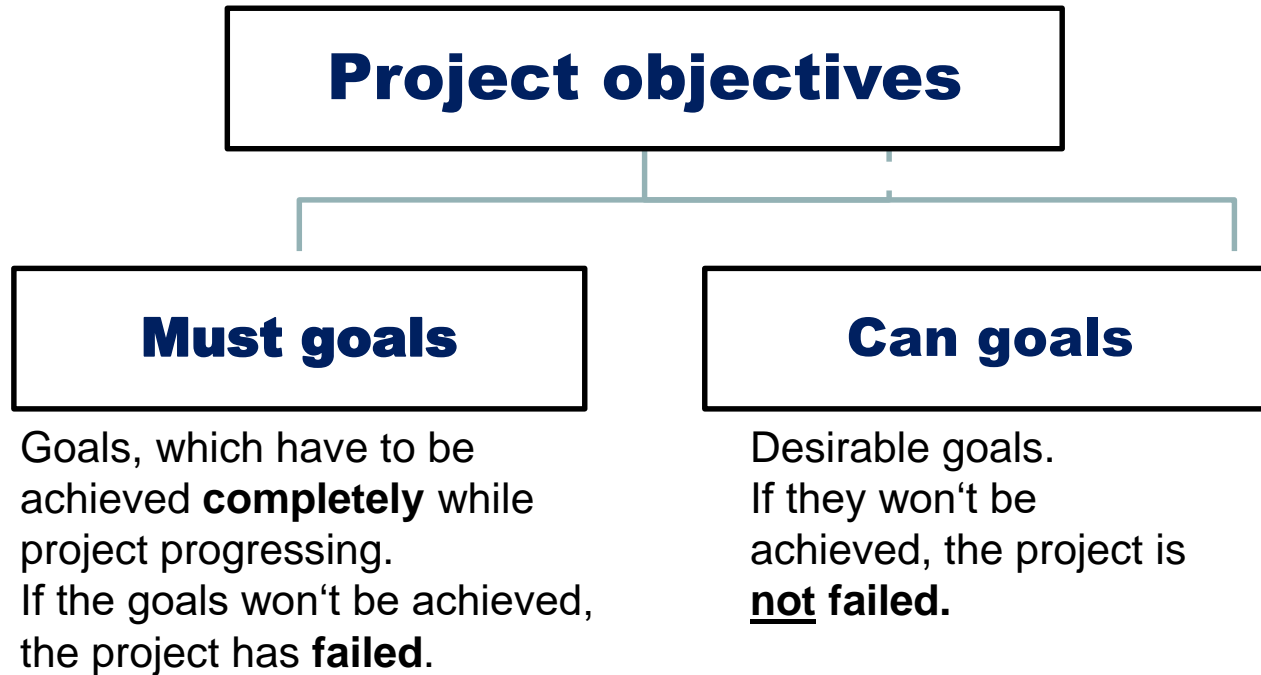 Project objectives
Must goals
Can goals
Goals, which have to be
achieved completely while
project progressing.
If the goals won‘t be achieved,
the project has failed.
Desirable goals.
If they won‘t be
achieved, the project is
not failed.